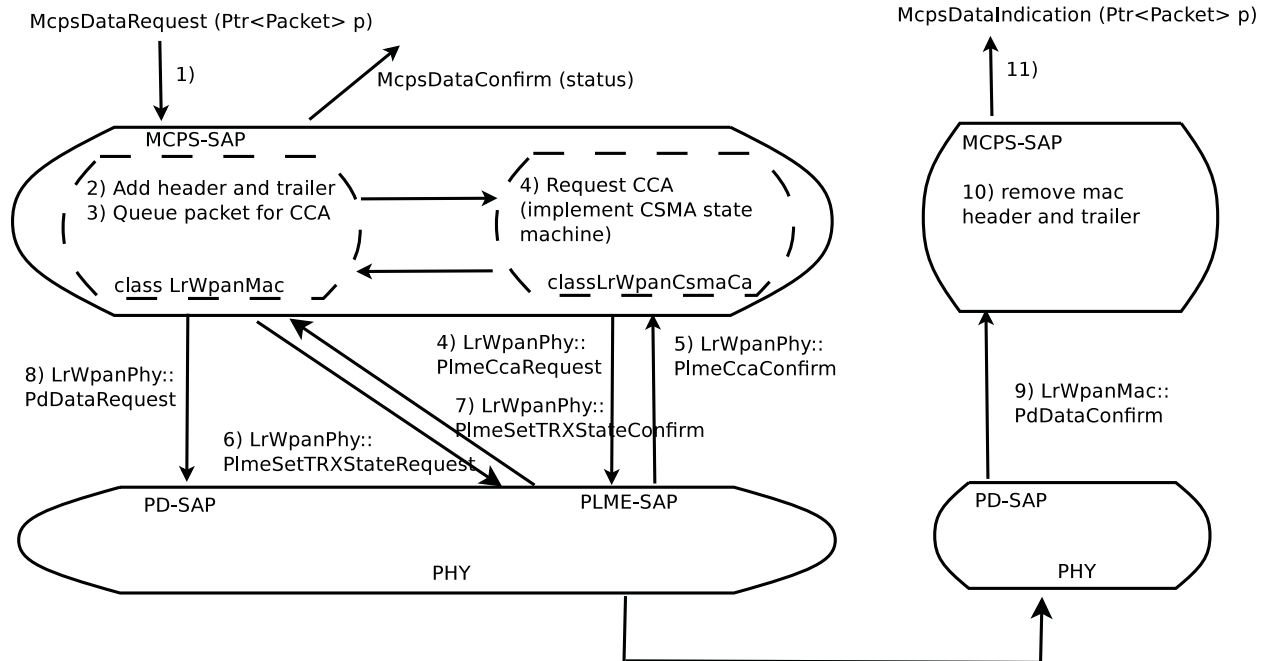 McpsDataRequest (Ptr<Packet> p)
1)
McpsDataConfirm (status)
MCPS-SAP
2) Add header and trailer
3) Queue packet for CCA
class LrWpanMac
4) Request CCA
(implement CSMA state
machine)
classLrWpanCsmaCa
8) LrWpanPhy::
PdDataRequest
6) LrWpanPhy::
PlmeSetTRXStateRequest
4) LrWpanPhy::
PlmeCcaRequest
7) LrWpanPhy::
PlmeSetTRXStateConfirm
5) LrWpanPhy::
PlmeCcaConfirm
PD-SAP
PLME-SAP
PHY
McpsDataIndication (Ptr<Packet> p)
11)
MCPS-SAP
10) remove mac
header and trailer
9) LrWpanMac::
PdDataConfirm
PD-SAP
PHY